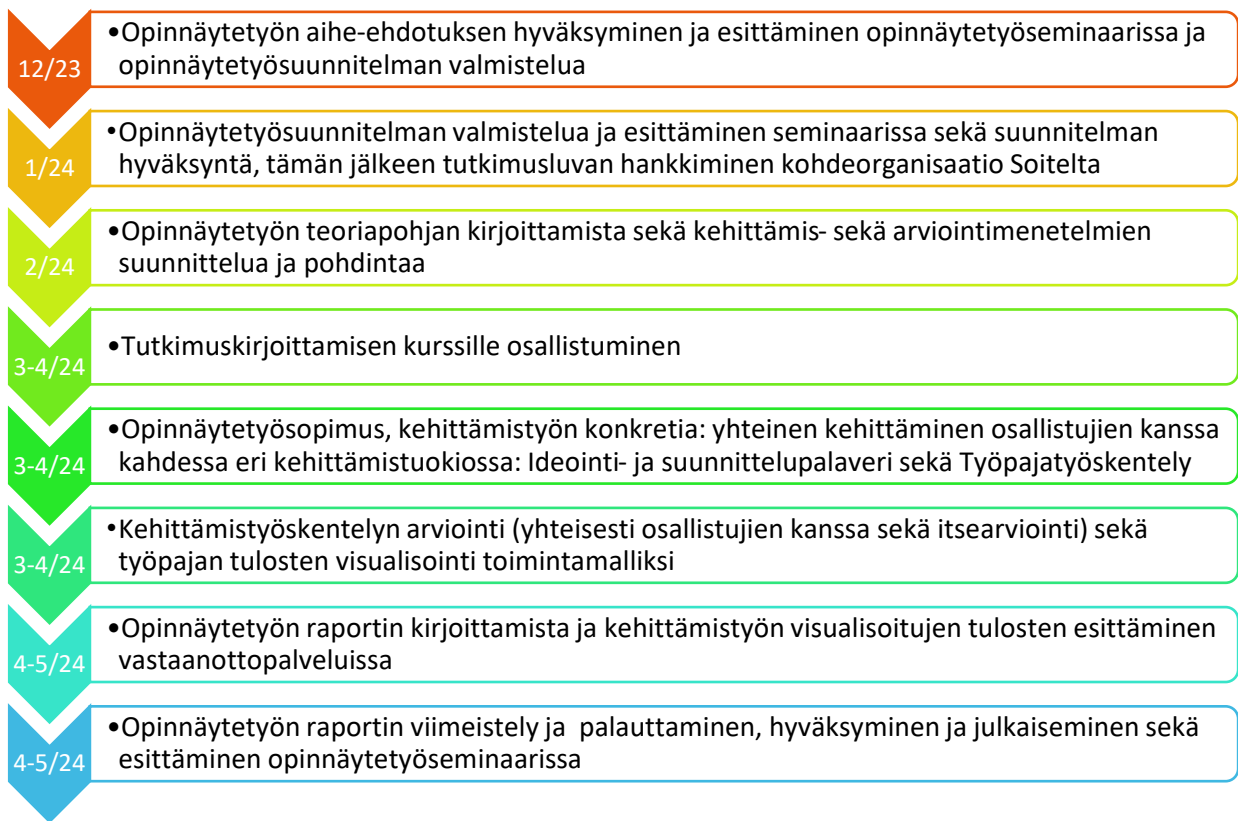 12/23
•Opinnäytetyön aihe-ehdotuksen hyväksyminen ja esittäminen opinnäytetyöseminaarissa ja
opinnäytetyösuunnitelman valmistelua
1/24
•Opinnäytetyösuunnitelman valmistelua ja esittäminen seminaarissa sekä suunnitelman
hyväksyntä, tämän jälkeen tutkimusluvan hankkiminen kohdeorganisaatio Soitelta
2/24
•Opinnäytetyön teoriapohjan kirjoittamista sekä kehittämis- sekä arviointimenetelmien
suunnittelua ja pohdintaa
3-4/24
•Tutkimuskirjoittamisen kurssille osallistuminen
3-4/24
•Opinnäytetyösopimus, kehittämistyön konkretia: yhteinen kehittäminen osallistujien kanssa
kahdessa eri kehittämistuokiossa: Ideointi- ja suunnittelupalaveri sekä Työpajatyöskentely
3-4/24
•Kehittämistyöskentelyn arviointi (yhteisesti osallistujien kanssa sekä itsearviointi) sekä
työpajan tulosten visualisointi toimintamalliksi
4-5/24
•Opinnäytetyön raportin kirjoittamista ja kehittämistyön visualisoitujen tulosten esittäminen
vastaanottopalveluissa
4-5/24
•Opinnäytetyön raportin viimeistely ja  palauttaminen, hyväksyminen ja julkaiseminen sekä
esittäminen opinnäytetyöseminaarissa